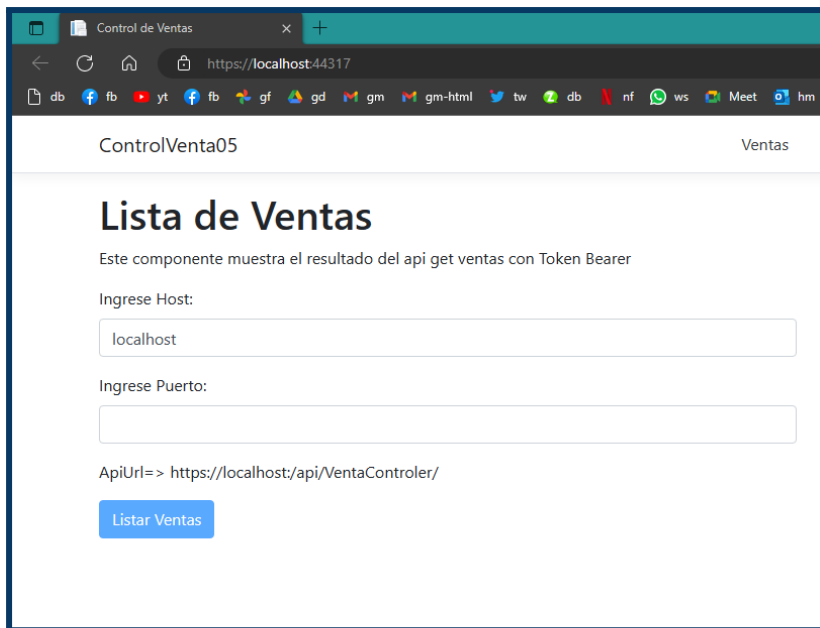 Control de Ventas
https://localhost:44317
db fb yt fb gf gd gm gm-html tw db nf ws Meet hm
ControlVenta05 Ventas
Lista de Ventas
Este componente muestra el resultado del api get ventas con Token Bearer
Ingrese Host:
localhost
Ingrese Puerto:
ApiUrl=> https://localhost:/api/VentaControler/
Listar Ventas